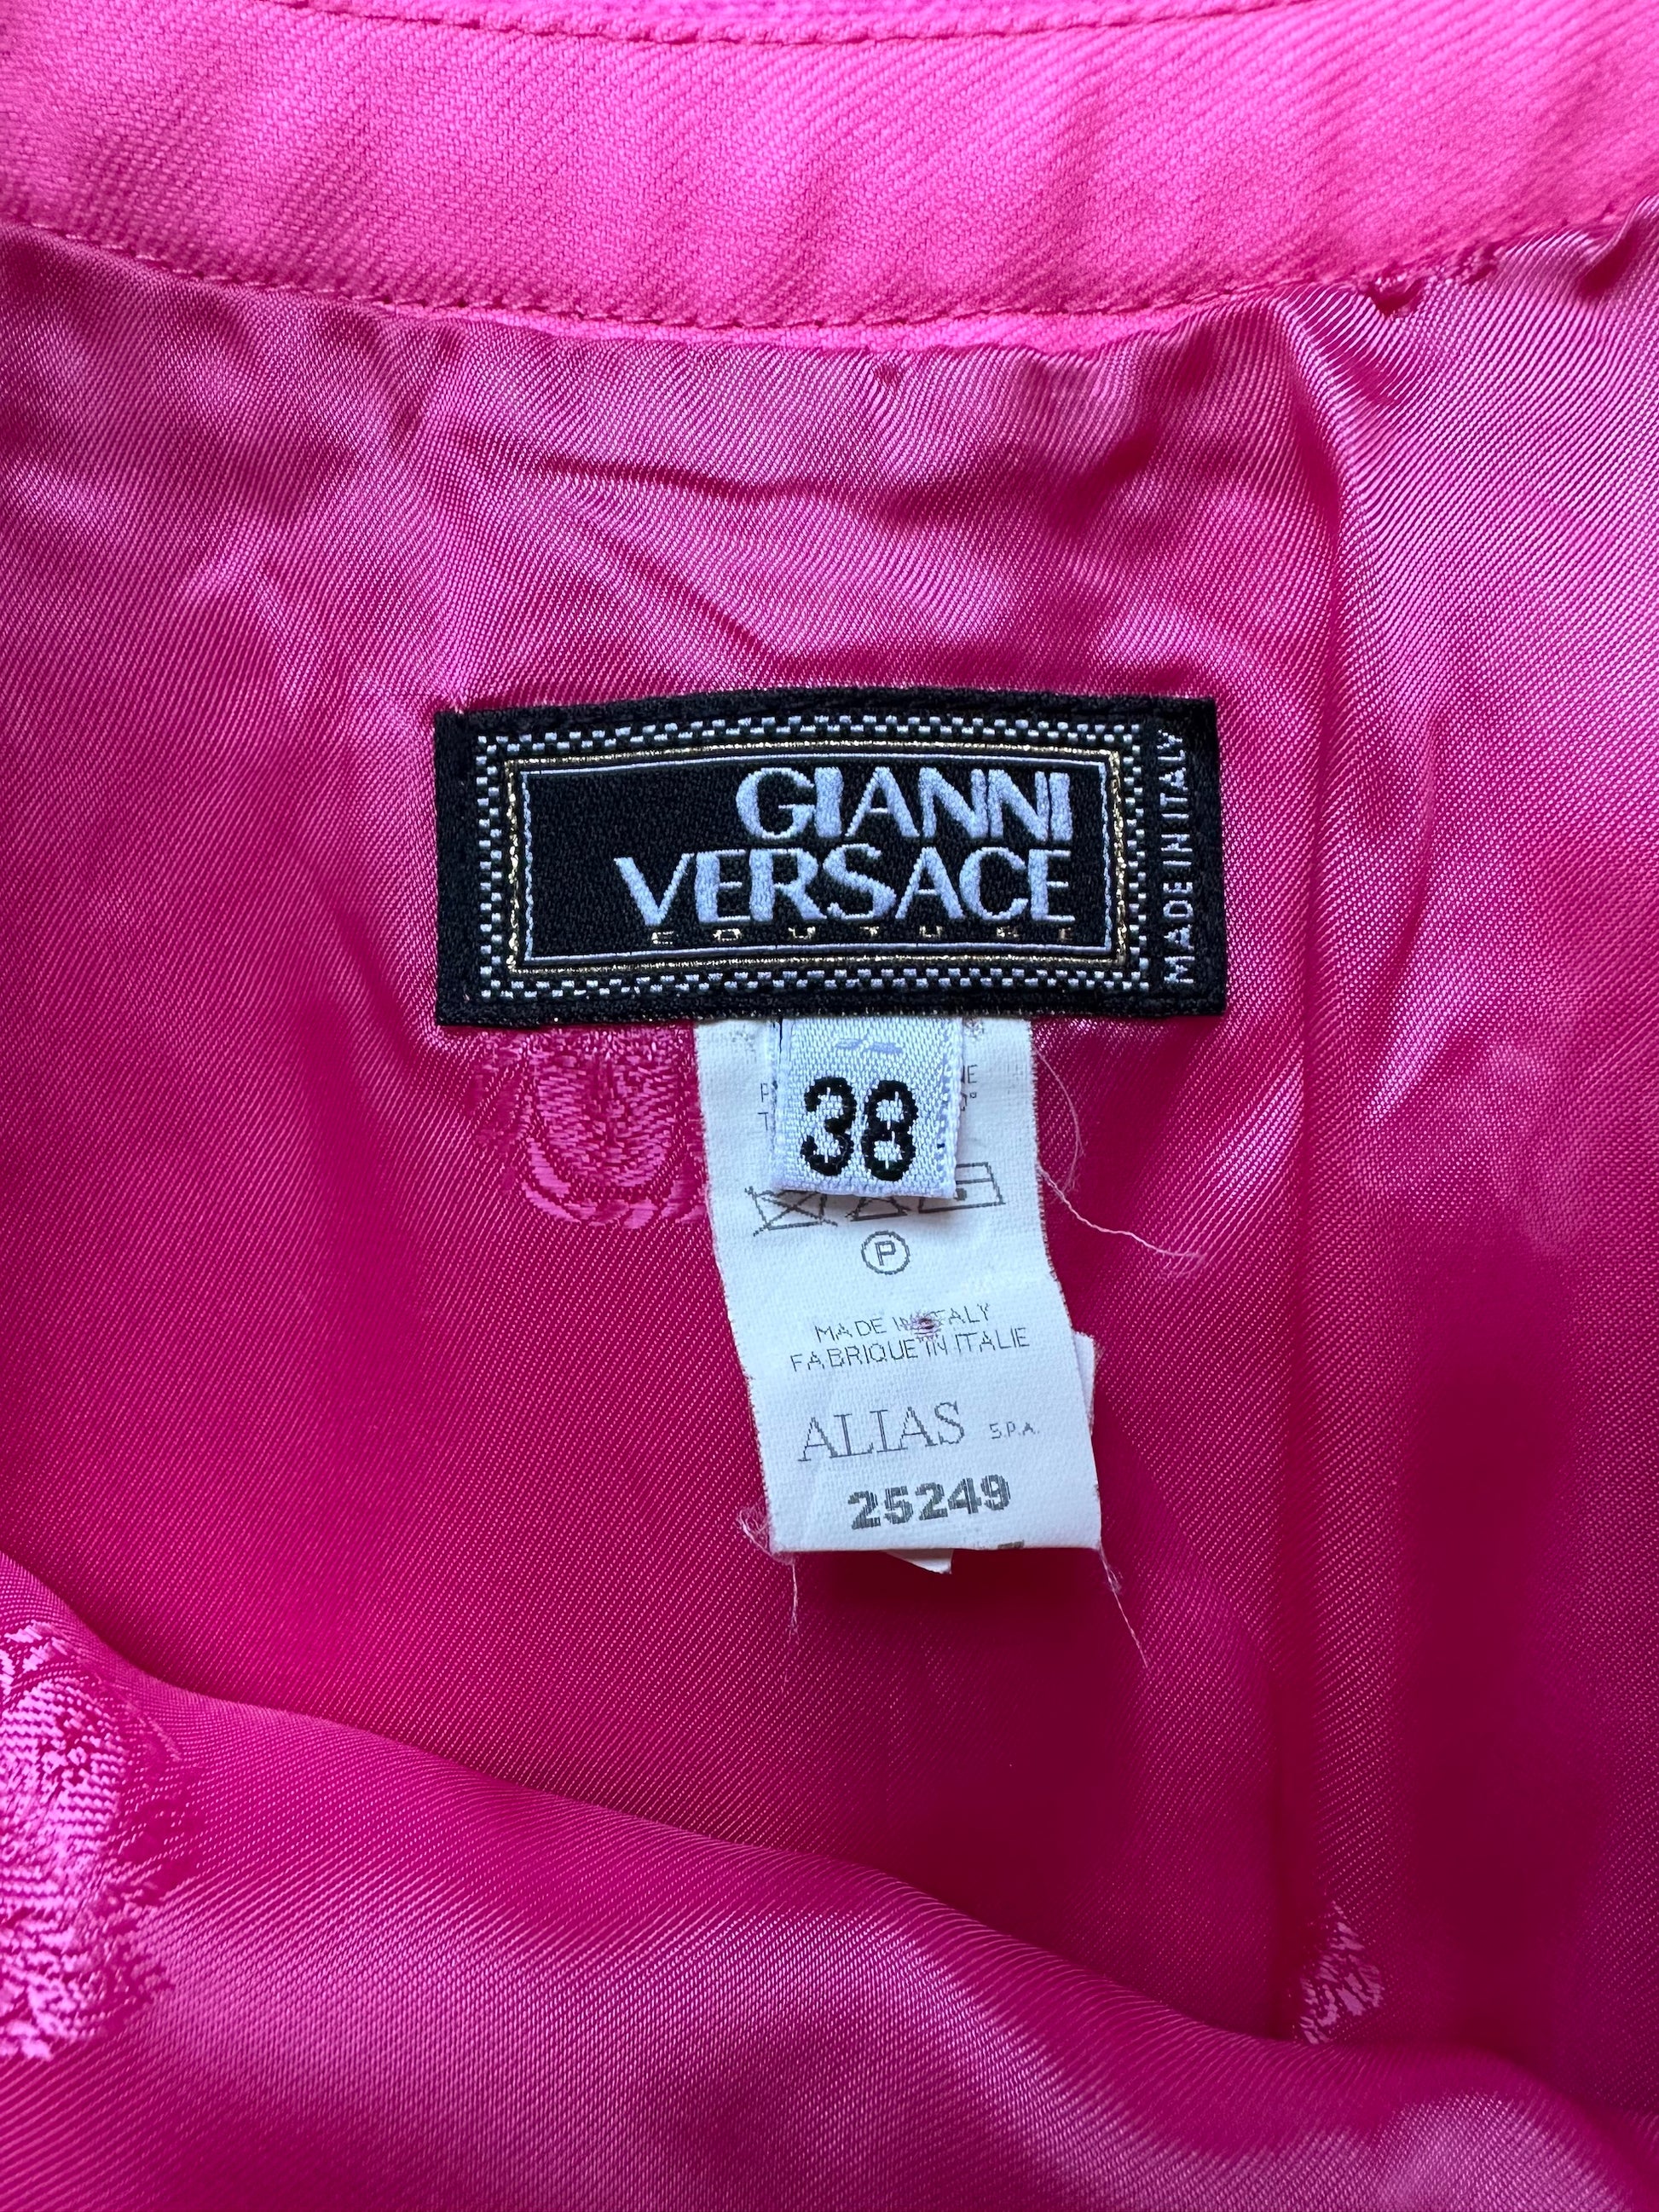 GIANNI
VERSACE
COUTURE
MADE IN ITALY
38
P
MADE IN ITALY
FABRIQUE IN ITALIE
ALIAS S.P.A.
25249